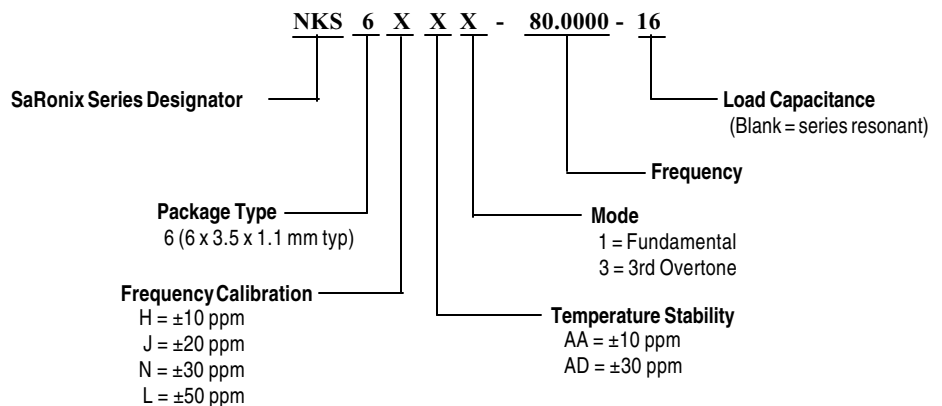 NKS 6 X X X - 80.0000 - 16
SaRonix Series Designator
Load Capacitance
(Blank = series resonant)
Frequency
Package Type
6 (6 x 3.5 x 1.1 mm typ)
Mode
1 = Fundamental
3 = 3rd Overtone
Frequency Calibration
H = ±10 ppm
J = ±20 ppm
N = ±30 ppm
L = ±50 ppm
Temperature Stability
AA = ±10 ppm
AD = ±30 ppm